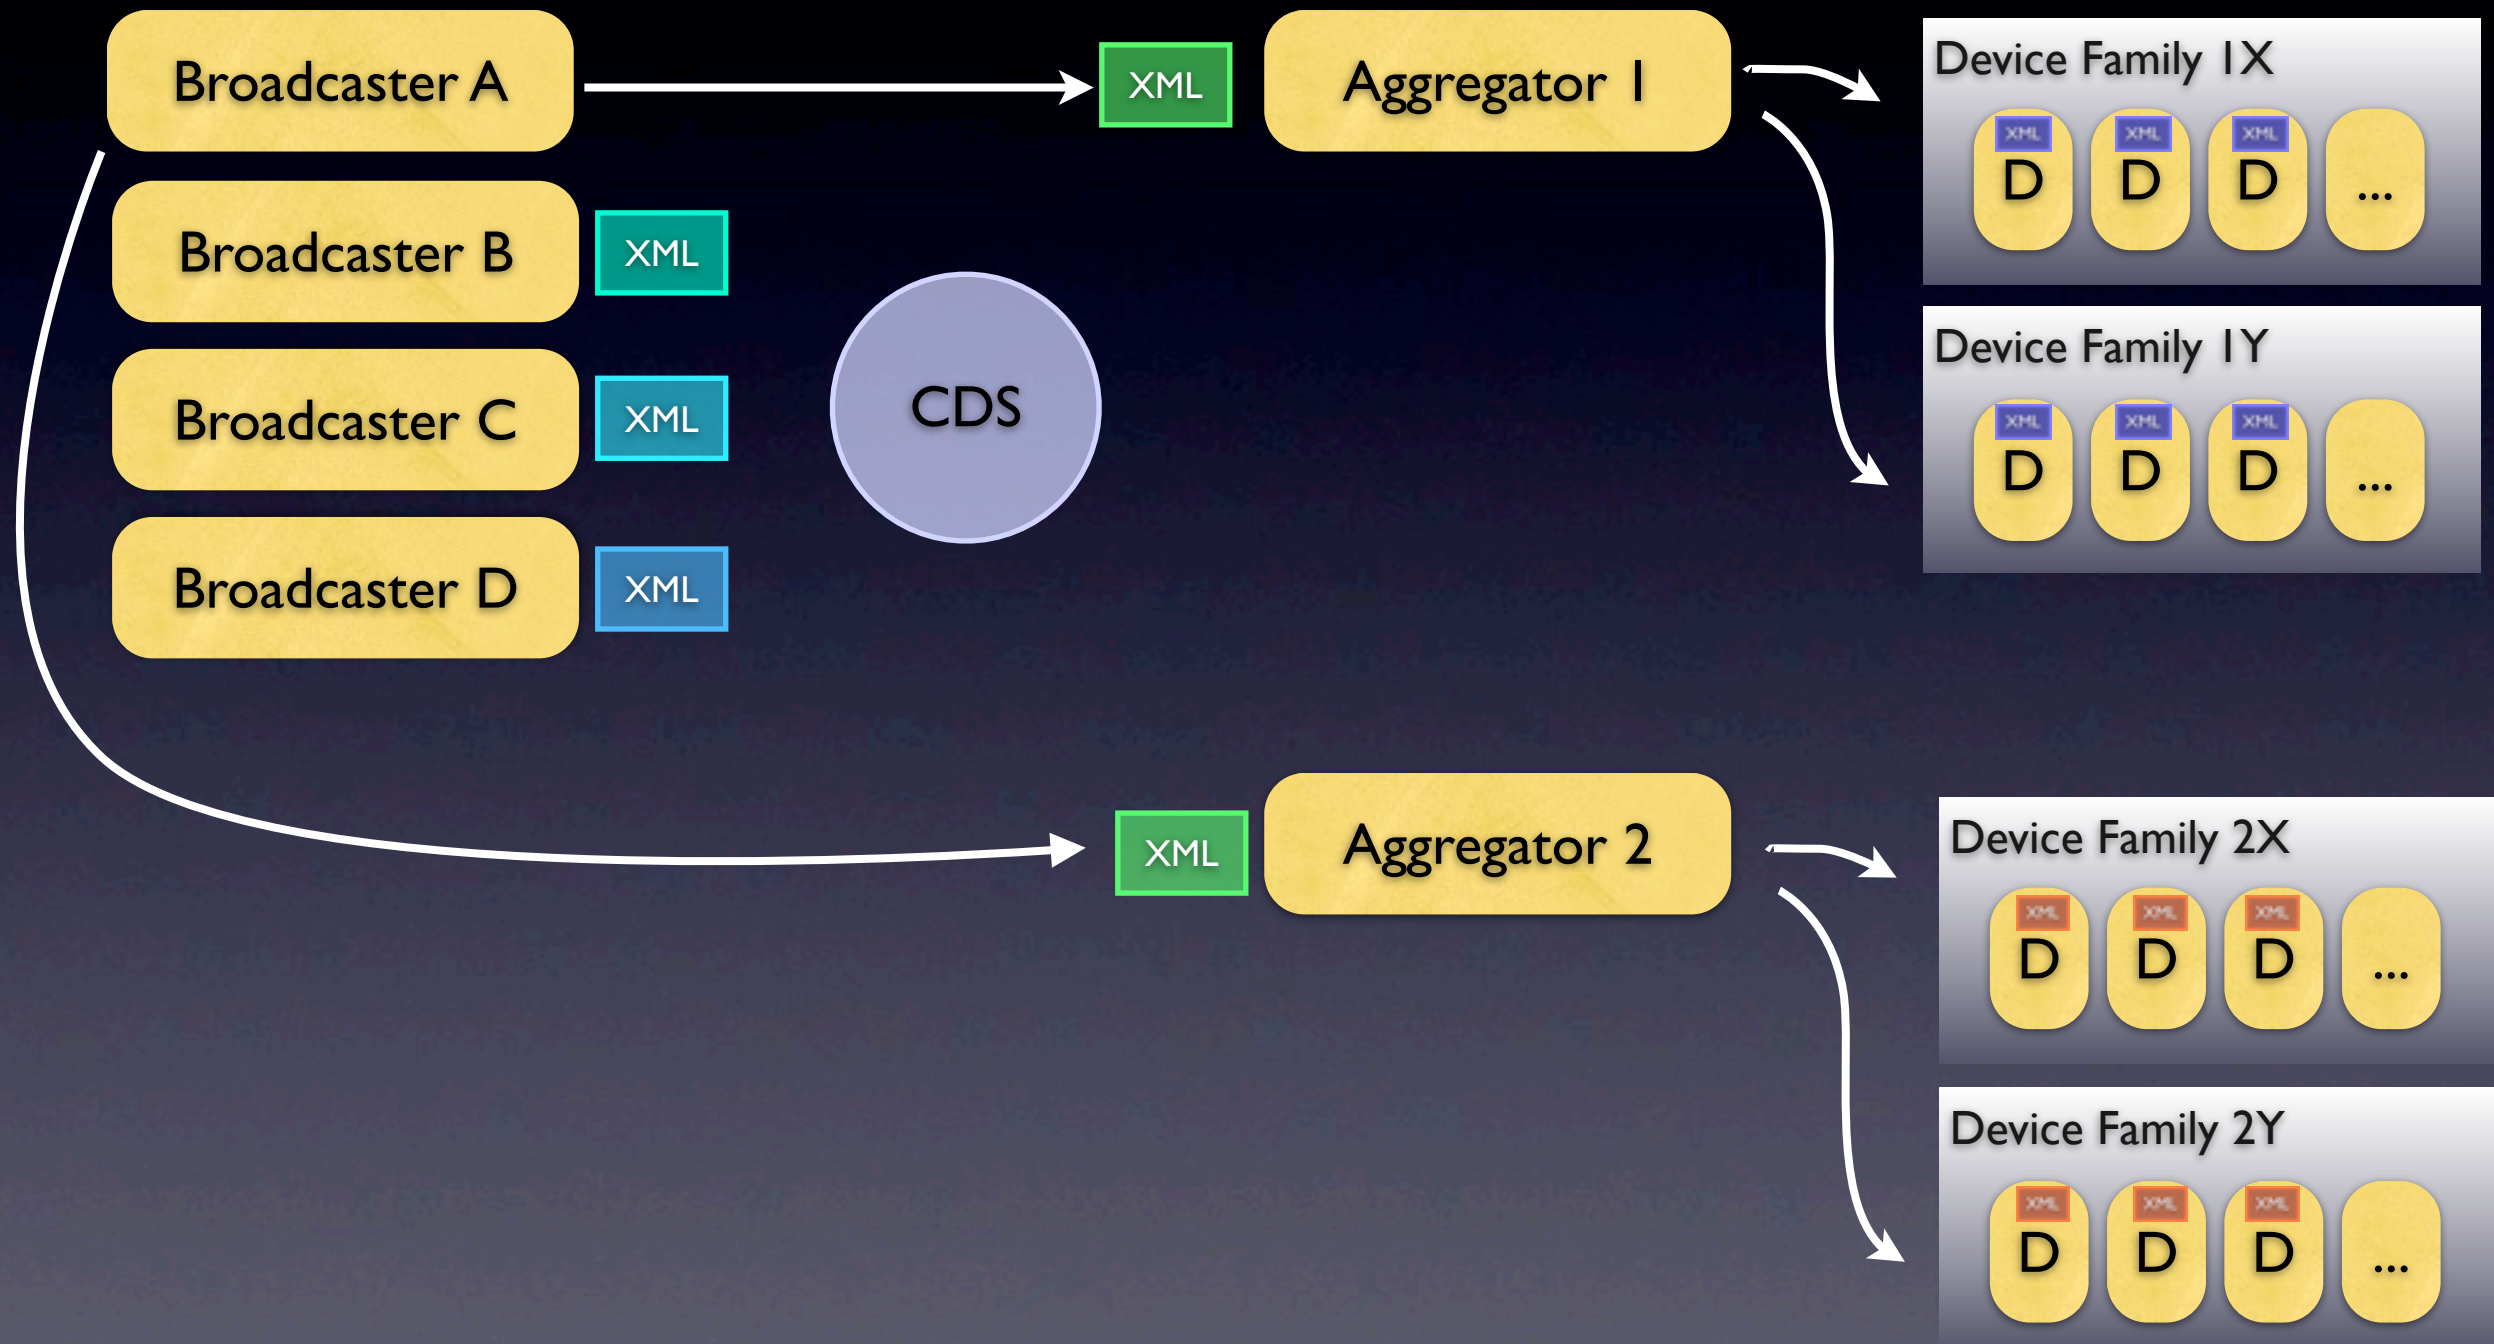 Broadcaster A
XML
Aggregator 1
Device Family 1X
XML XML XML
D D D ...
Broadcaster B
XML
Broadcaster C
XML
CDS
Broadcaster D
XML
Device Family 1Y
XML XML XML
D D D ...
XML
Aggregator 2
Device Family 2X
XML XML XML
D D D ...
Device Family 2Y
XML XML XML
D D D ...